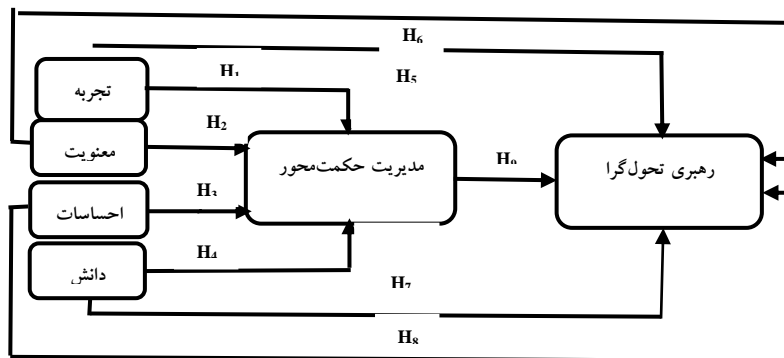 H6
H5
H1
تجربه
H2
معنویت
مدیریت حکمت‌محور
H9
رهبری تحول‌گرا
H3
احساسات
H4
دانش
H7
H8